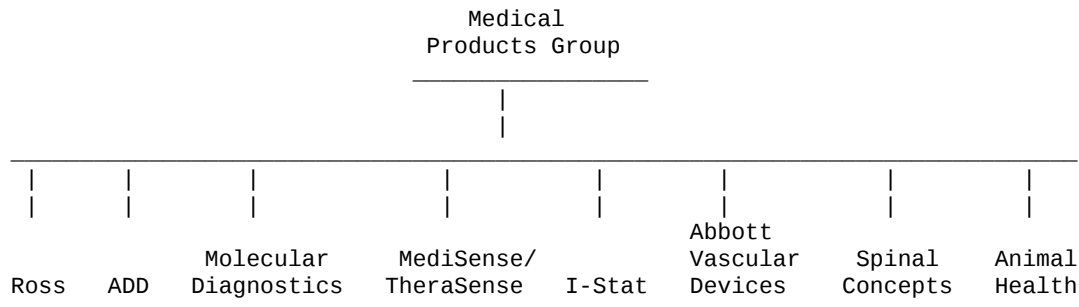 Medical
Products Group
Abbott
Molecular MediSense/ Vascular Spinal Animal
Ross ADD Diagnostics TheraSense I-Stat Devices Concepts Health